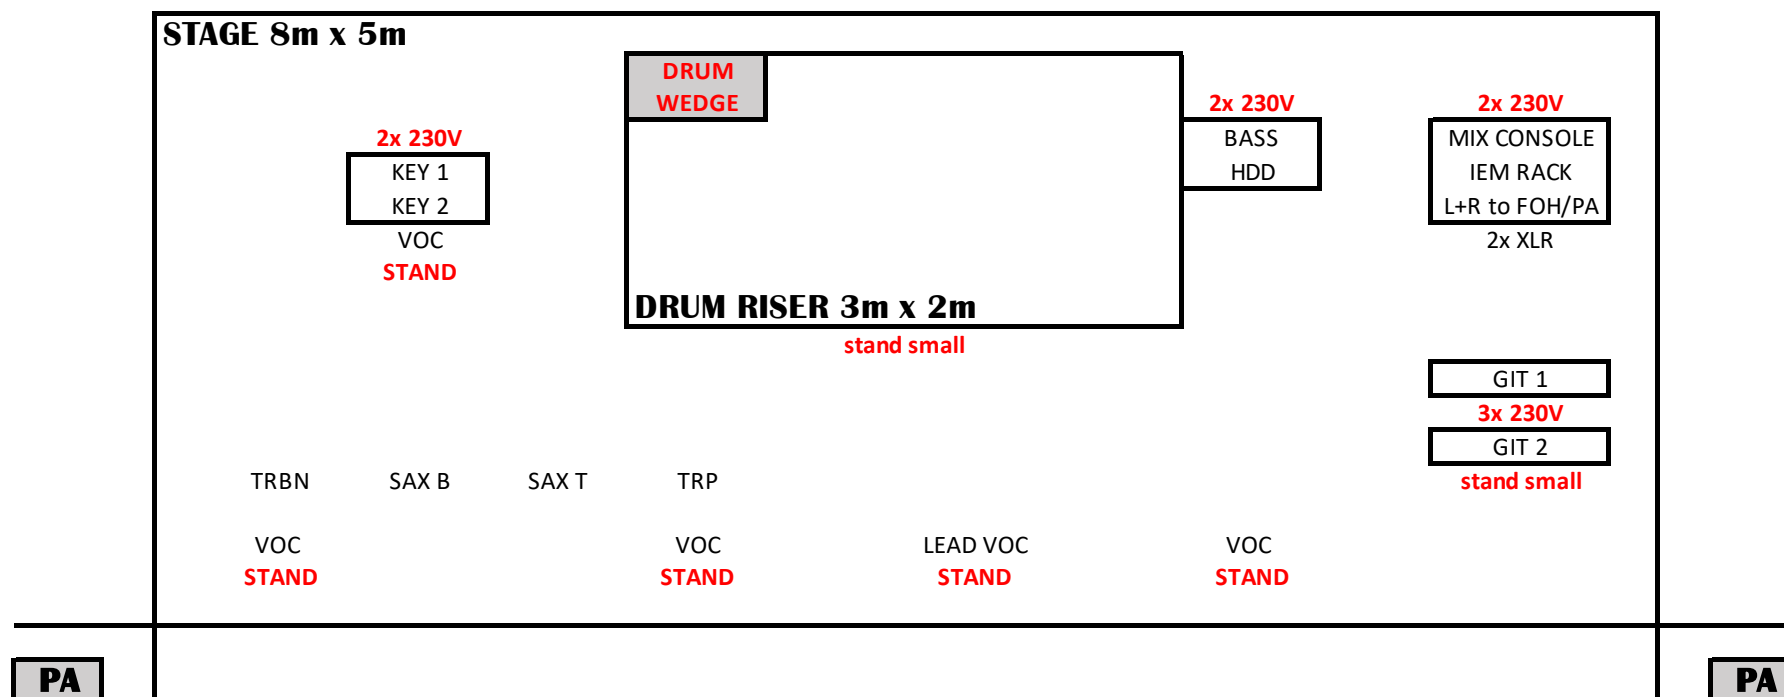 STAGE 8m x 5m
DRUM
WEDGE
2x 230V
2x 230V
2x 230V
BASS
HDD
MIX CONSOLE
IEM RACK
L+R to FOH/PA
2x XLR
KEY 1
KEY 2
VOC
STAND
DRUM RISER 3m x 2m
stand small
GIT 1
3x 230V
GIT 2
stand small
TRBN
SAX B
SAX T
TRP
VOC
STAND
VOC
STAND
LEAD VOC
STAND
VOC
STAND
PA
PA